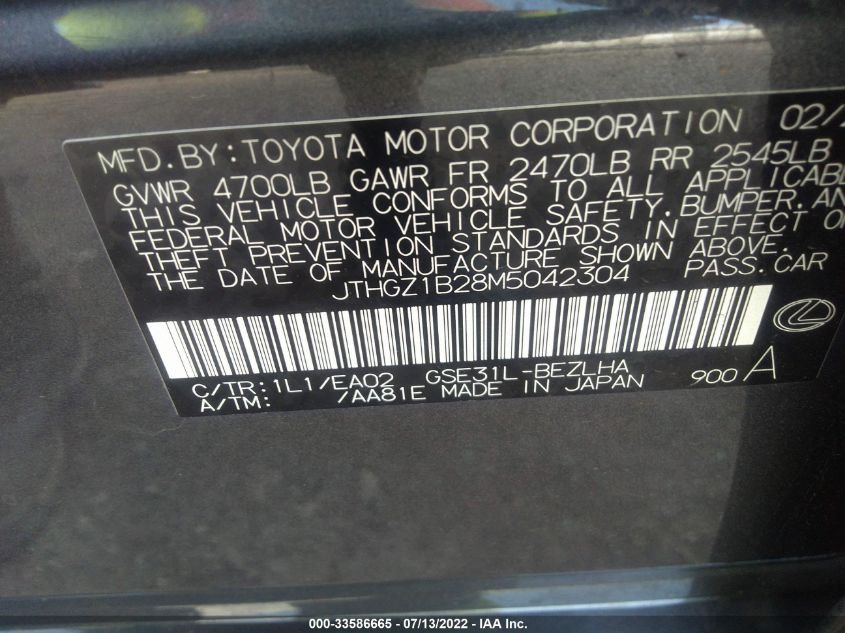 MFD.BY:TOYOTA MOTOR CORPORATION 02/
GVWR 4700LB GAWR FR 2470LB RR 2545LB
THIS VEHICLE CONFORMS TO ALL APPLICABL
FEDERAL MOTOR VEHICLE SAFETY,BUMPER,AN
THEFT PREVENTION STANDARDS IN EFFECT O
THE DATE OF MANUFACTURE SHOWN ABOVE.
JTHGZ1B28M5042304 PASS.CAR
C/TR:1L1/EA02 GSE31L-BEZLHA
A/TM: /AA81E MADE IN JAPAN 900 A
000-33586665 - 07/13/2022 - IAA Inc.